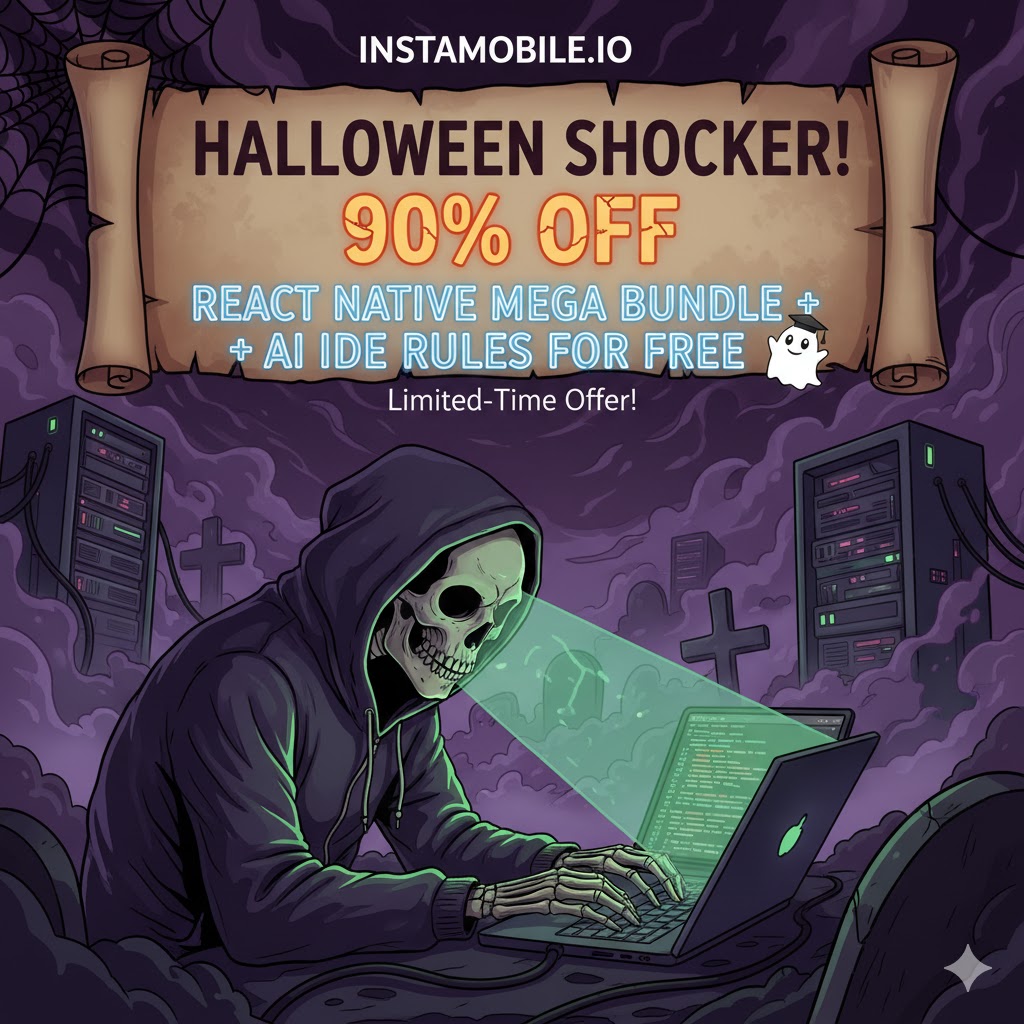 INSTAMOBILE.IO
HALLOWEEN SHOCKER!
90% OFF
REACT NATIVE MEGA BUNDLE +
+ AI IDE RULES FOR FREE
Limited-Time Offer!